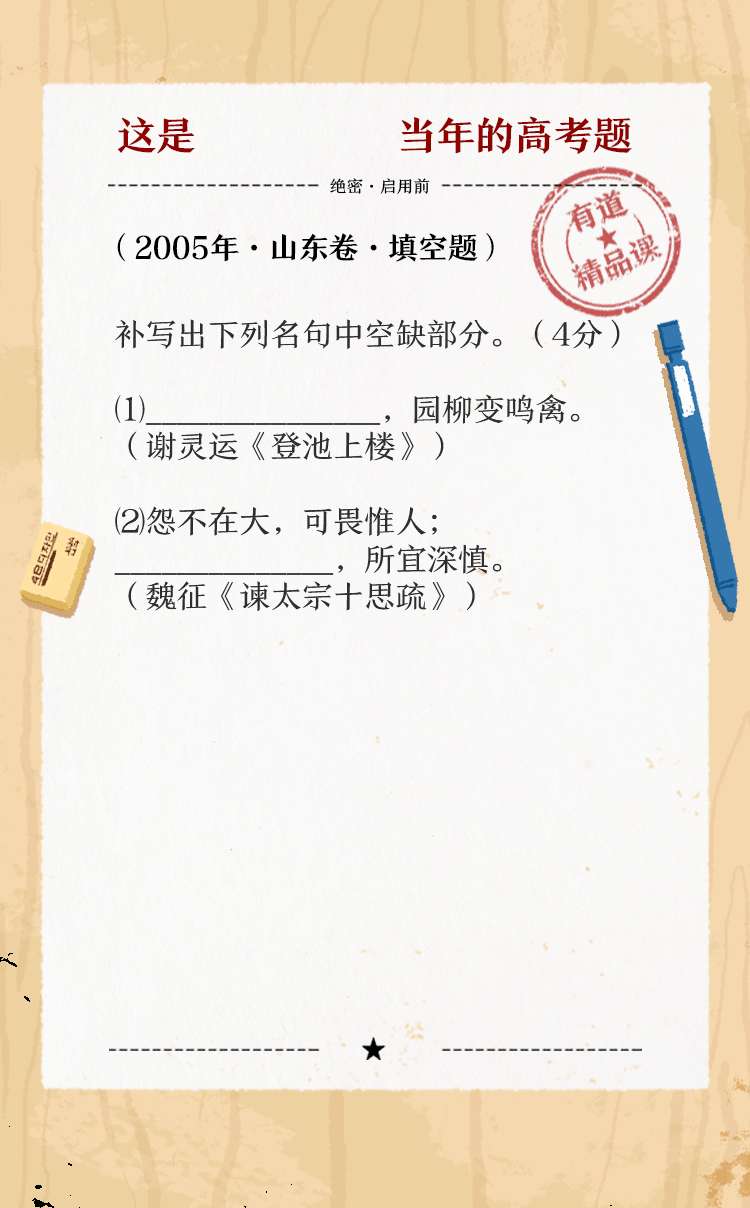 这是 当年的高考题
绝密·启用前
有道
精品课
（2005年·山东卷·填空题）
补写出下列名句中空缺部分。（4分）
⑴_______________，园柳变鸣禽。
（谢灵运《登池上楼》）
⑵怨不在大，可畏惟人；
______________，所宜深慎。
（魏征《谏太宗十思疏》）